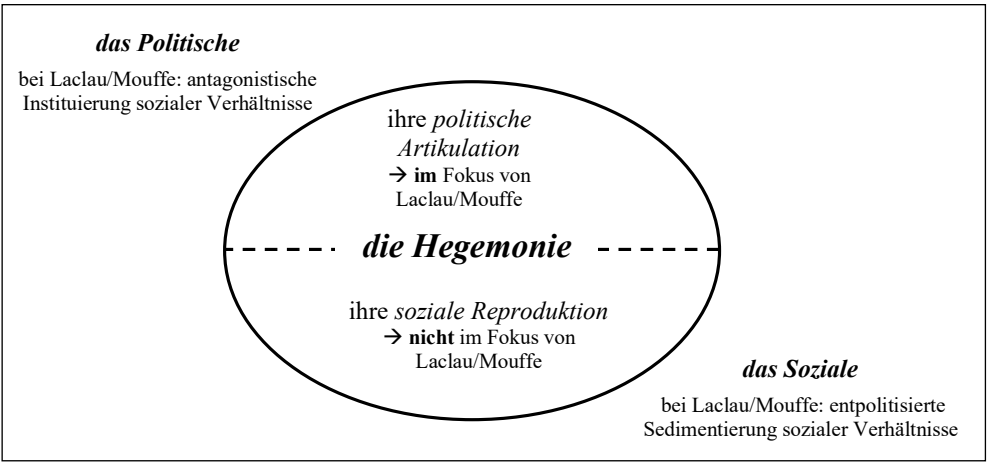 das Politische
bei Laclau/Mouffe: antagonistische
Instituierung sozialer Verhältnisse
ihre politische
Artikulation
→ im Fokus von
Laclau/Mouffe
die Hegemonie
ihre soziale Reproduktion
→ nicht im Fokus von
Laclau/Mouffe
das Soziale
bei Laclau/Mouffe: entpolitisierte
Sedimentierung sozialer Verhältnisse